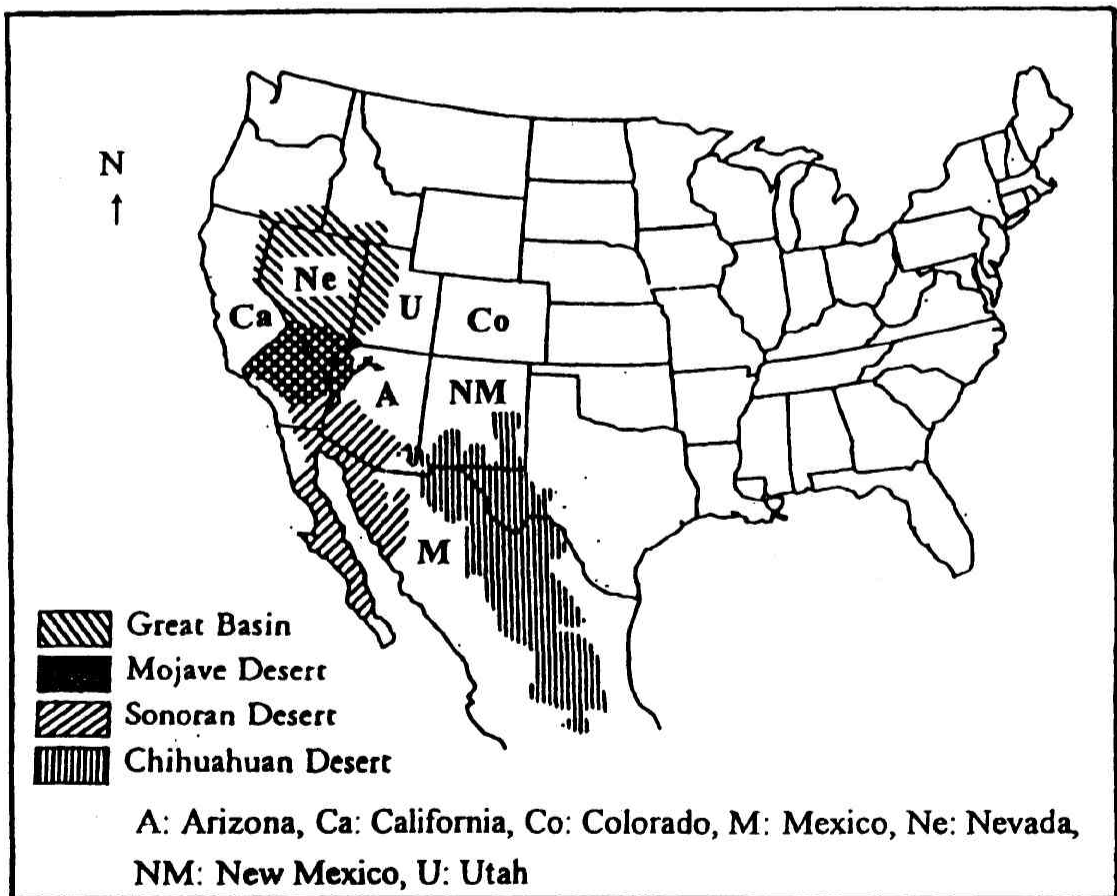 N
↑
Ne
Ca
U
Co
A
NM
M
Great Basin
Mojave Desert
Sonoran Desert
Chihuahuan Desert
A: Arizona, Ca: California, Co: Colorado, M: Mexico, Ne: Nevada,
NM: New Mexico, U: Utah